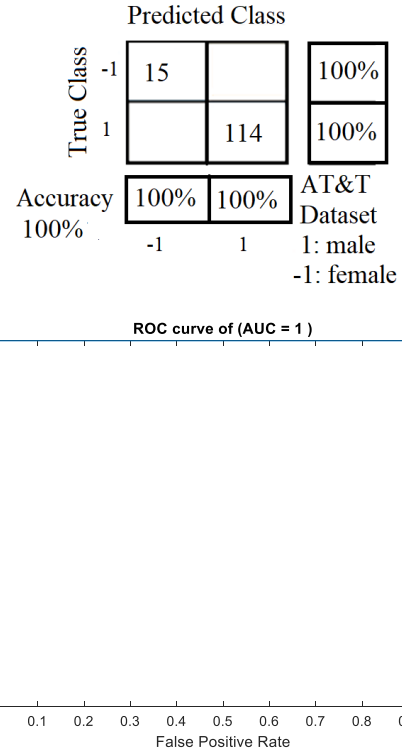 Predicted Class
True Class
-1 15 100%
1 114 100%
Accuracy 100% 100% AT&T
100% Dataset
-1 1 1: male
-1: female
ROC curve of (AUC = 1 )
0.1 0.2 0.3 0.4 0.5 0.6 0.7 0.8
False Positive Rate